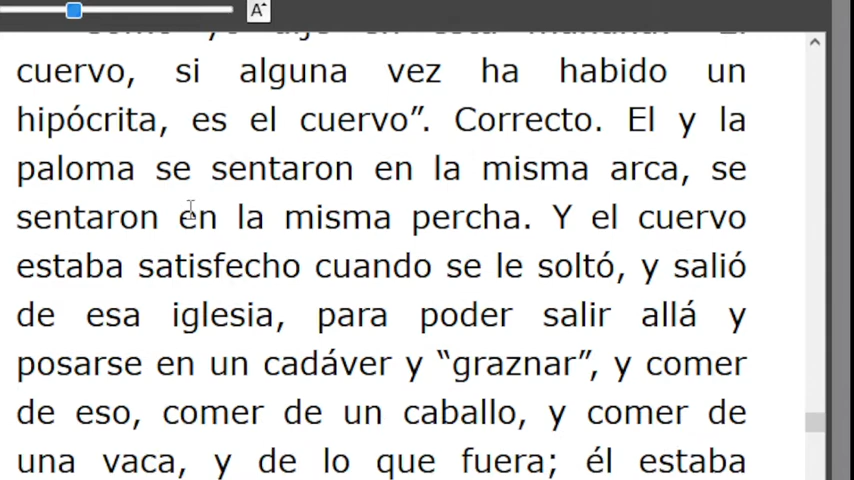 A
cuervo, si alguna vez ha habido un
hipócrita, es el cuervo”. Correcto. El y la
paloma se sentaron en la misma arca, se
sentaron en la misma percha. Y el cuervo
estaba satisfecho cuando se le soltó, y salió
de esa iglesia, para poder salir allá y
posarse en un cadáver y “graznar”, y comer
de eso, comer de un caballo, y comer de
una vaca, y de lo que fuera; él estaba